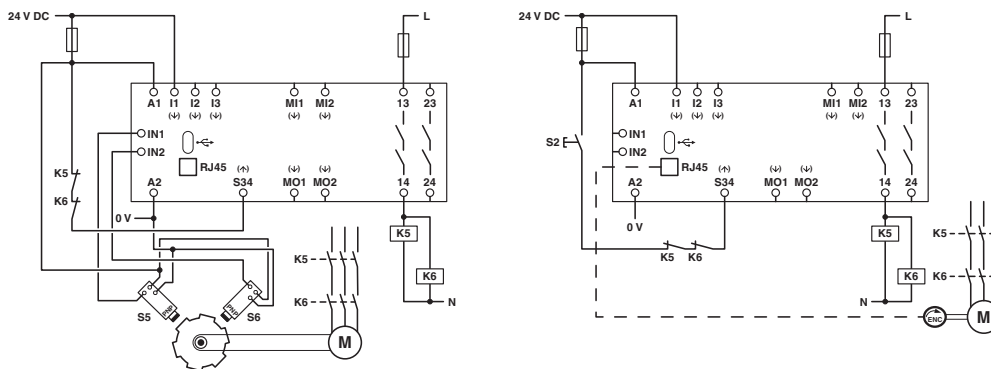 24 V DC
L
A1 I1 I2 I3 MI1 MI2 13 23
IN1
IN2
RJ45
A2 S34 MO1 MO2 14 24
K5
K6
0 V
K5
K6
N
K5
K6
S5
PNP
PNP
S6
M
24 V DC
L
A1 I1 I2 I3 MI1 MI2 13 23
S2
IN1
IN2
RJ45
A2 S34 MO1 MO2 14 24
0 V
K5 K6
K5
K6
N
K5
K6
ENC
M